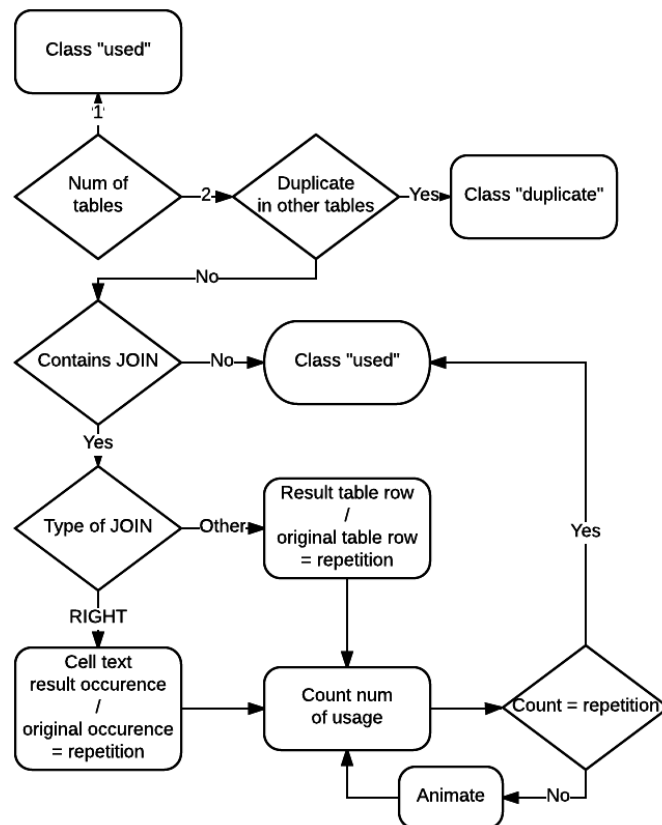 Class "used"
1
Num of
tables
2
Duplicate
in other tables
Yes
Class "duplicate"
No
Contains JOIN
No
Class "used"
Yes
Type of JOIN
Other
Result table row
/
original table row
= repetition
Yes
RIGHT
Cell text
result occurence
/
original occurence
= repetition
Count num
of usage
Count = repetition
Animate
No